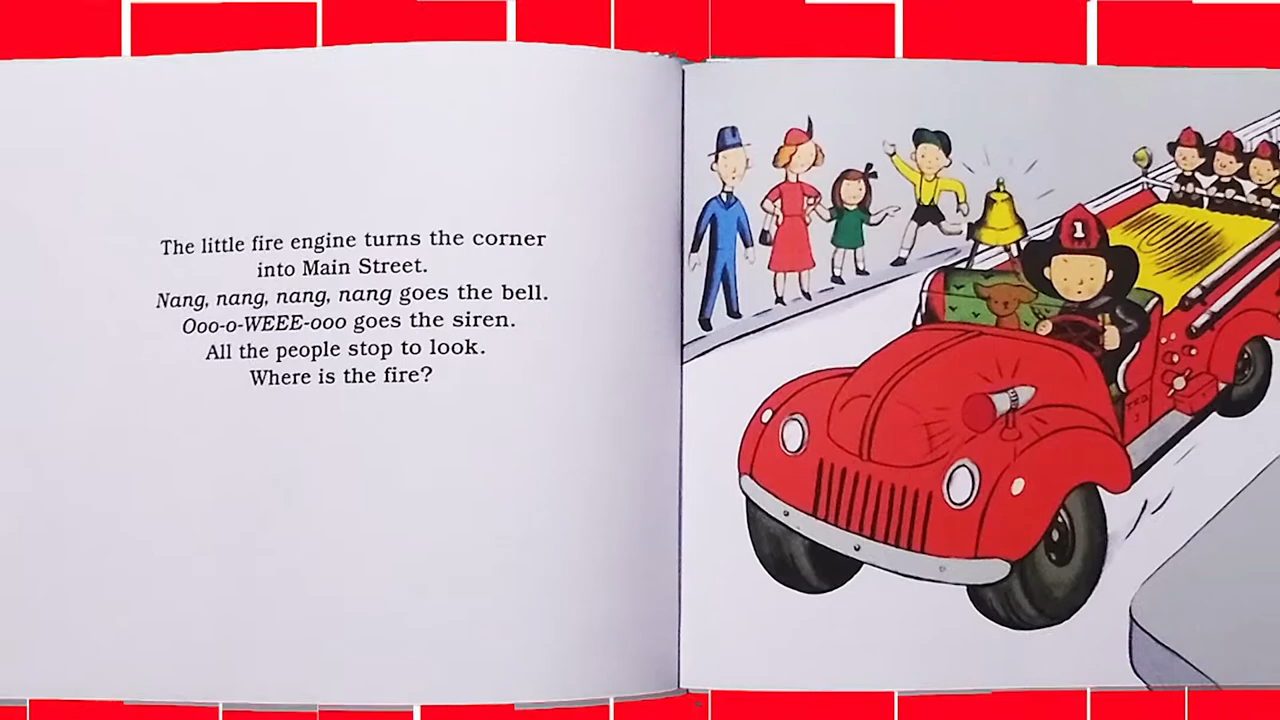 The little fire engine turns the corner
into Main Street.
Nang, nang, nang, nang goes the bell.
Ooo-o-WEEE-ooo goes the siren.
All the people stop to look.
Where is the fire?
1